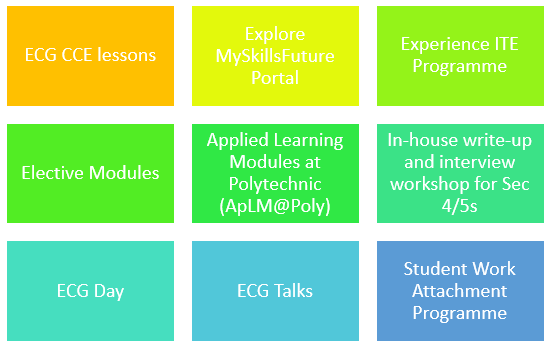 ECG CCE lessons
Explore
MySkillsFuture
Portal
Experience ITE
Programme
Elective Modules
Applied Learning
Modules at
Polytechnic
(ApLM@Poly)
In-house write-up
and interview
workshop for Sec
4/5s
ECG Day
ECG Talks
Student Work
Attachment
Programme